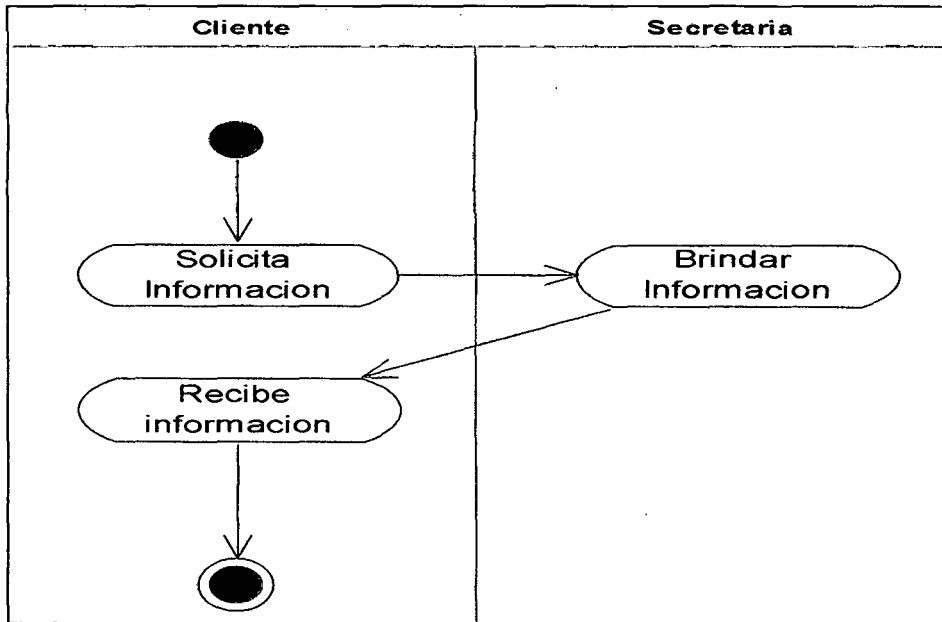 Cliente
Secretaria
Solicita
Informacion
Brindar
Informacion
Recibe
informacion